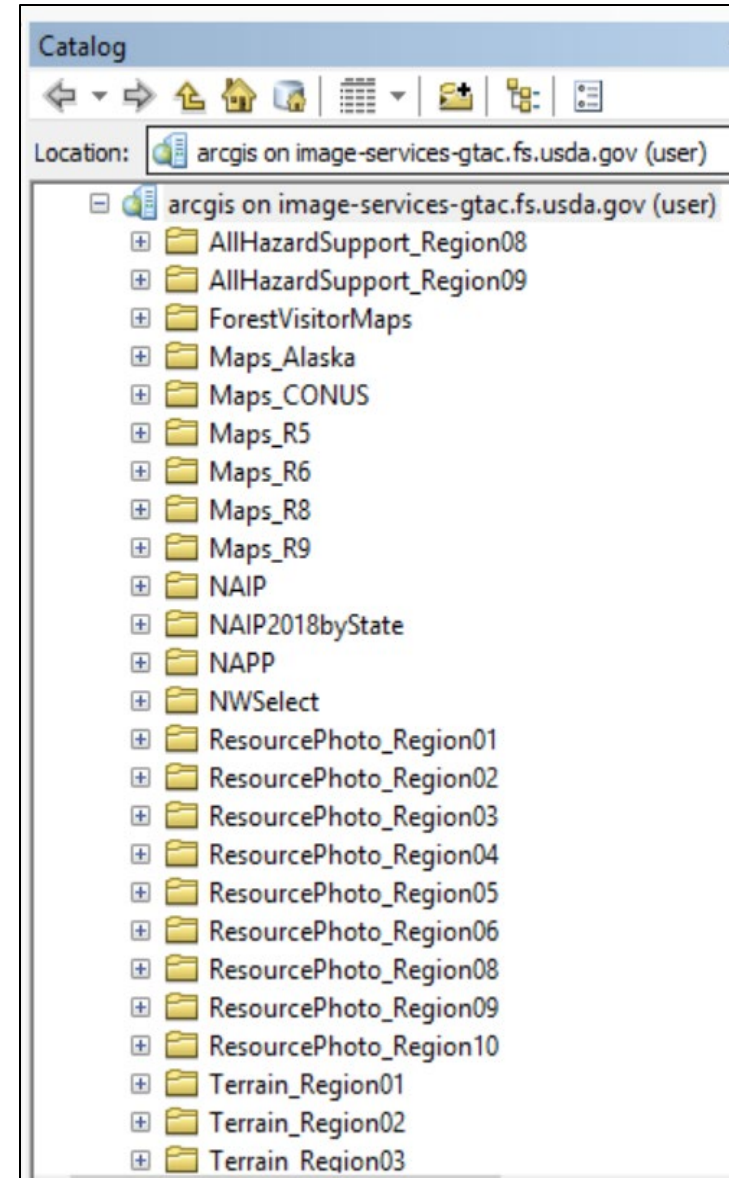 Catalog
Location: arcgis on image-services-gtac.fs.usda.gov (user)
arcgis on image-services-gtac.fs.usda.gov (user)
AllHazardSupport_Region08
AllHazardSupport_Region09
ForestVisitorMaps
Maps_Alaska
Maps_CONUS
Maps_R5
Maps_R6
Maps_R8
Maps_R9
NAIP
NAIP2018byState
NAPP
NWSelect
ResourcePhoto_Region01
ResourcePhoto_Region02
ResourcePhoto_Region03
ResourcePhoto_Region04
ResourcePhoto_Region05
ResourcePhoto_Region06
ResourcePhoto_Region08
ResourcePhoto_Region09
ResourcePhoto_Region10
Terrain_Region01
Terrain_Region02
Terrain_Region03